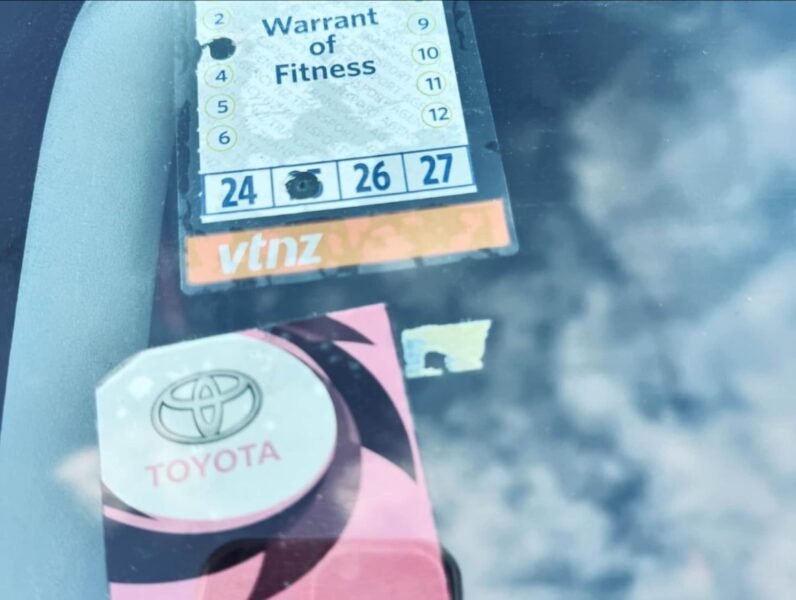 Warrant
of
Fitness
2
4
5
6
9
10
11
12
24 26 27
vtnz
TOYOTA